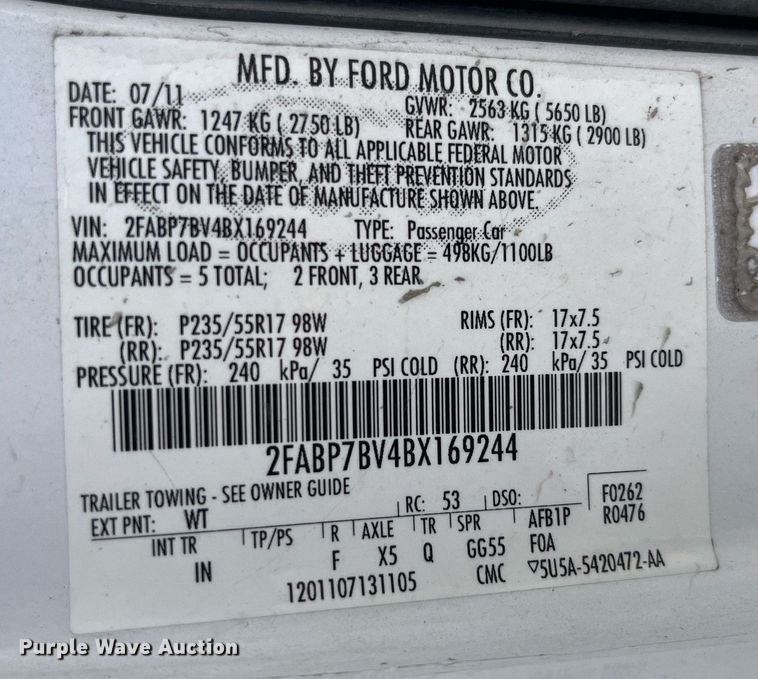 MFD. BY FORD MOTOR CO.
DATE: 07/11 GVWR: 2563 KG ( 5650 LB)
FRONT GAWR: 1247 KG ( 2750 LB) REAR GAWR: 1315 KG ( 2900 LB)
THIS VEHICLE CONFORMS TO ALL APPLICABLE FEDERAL MOTOR
VEHICLE SAFETY, BUMPER, AND THEFT PREVENTION STANDARDS
IN EFFECT ON THE DATE OF MANUFACTURE SHOWN ABOVE.
VIN: 2FABP7BV4BX169244 TYPE: Passenger Car
MAXIMUM LOAD = OCCUPANTS + LUGGAGE = 498KG/1100LB
OCCUPANTS = 5 TOTAL; 2 FRONT, 3 REAR
TIRE (FR): P235/55R17 98W RIMS (FR): 17x7.5
(RR): P235/55R17 98W (RR): 17x7.5
PRESSURE (FR): 240 kPa/ 35 PSI COLD (RR): 240 kPa/ 35 PSI COLD
2FABP7BV4BX169244
TRAILER TOWING - SEE OWNER GUIDE
EXT PNT: WT RC: 53 DSO: F0262
INT TR TP/PS R AXLE TR SPR AFB1P R0476
IN F X5 Q GG55 FOA
1201107131105 CMC ▽5U5A-5420472-AA
Purple Wave Auction